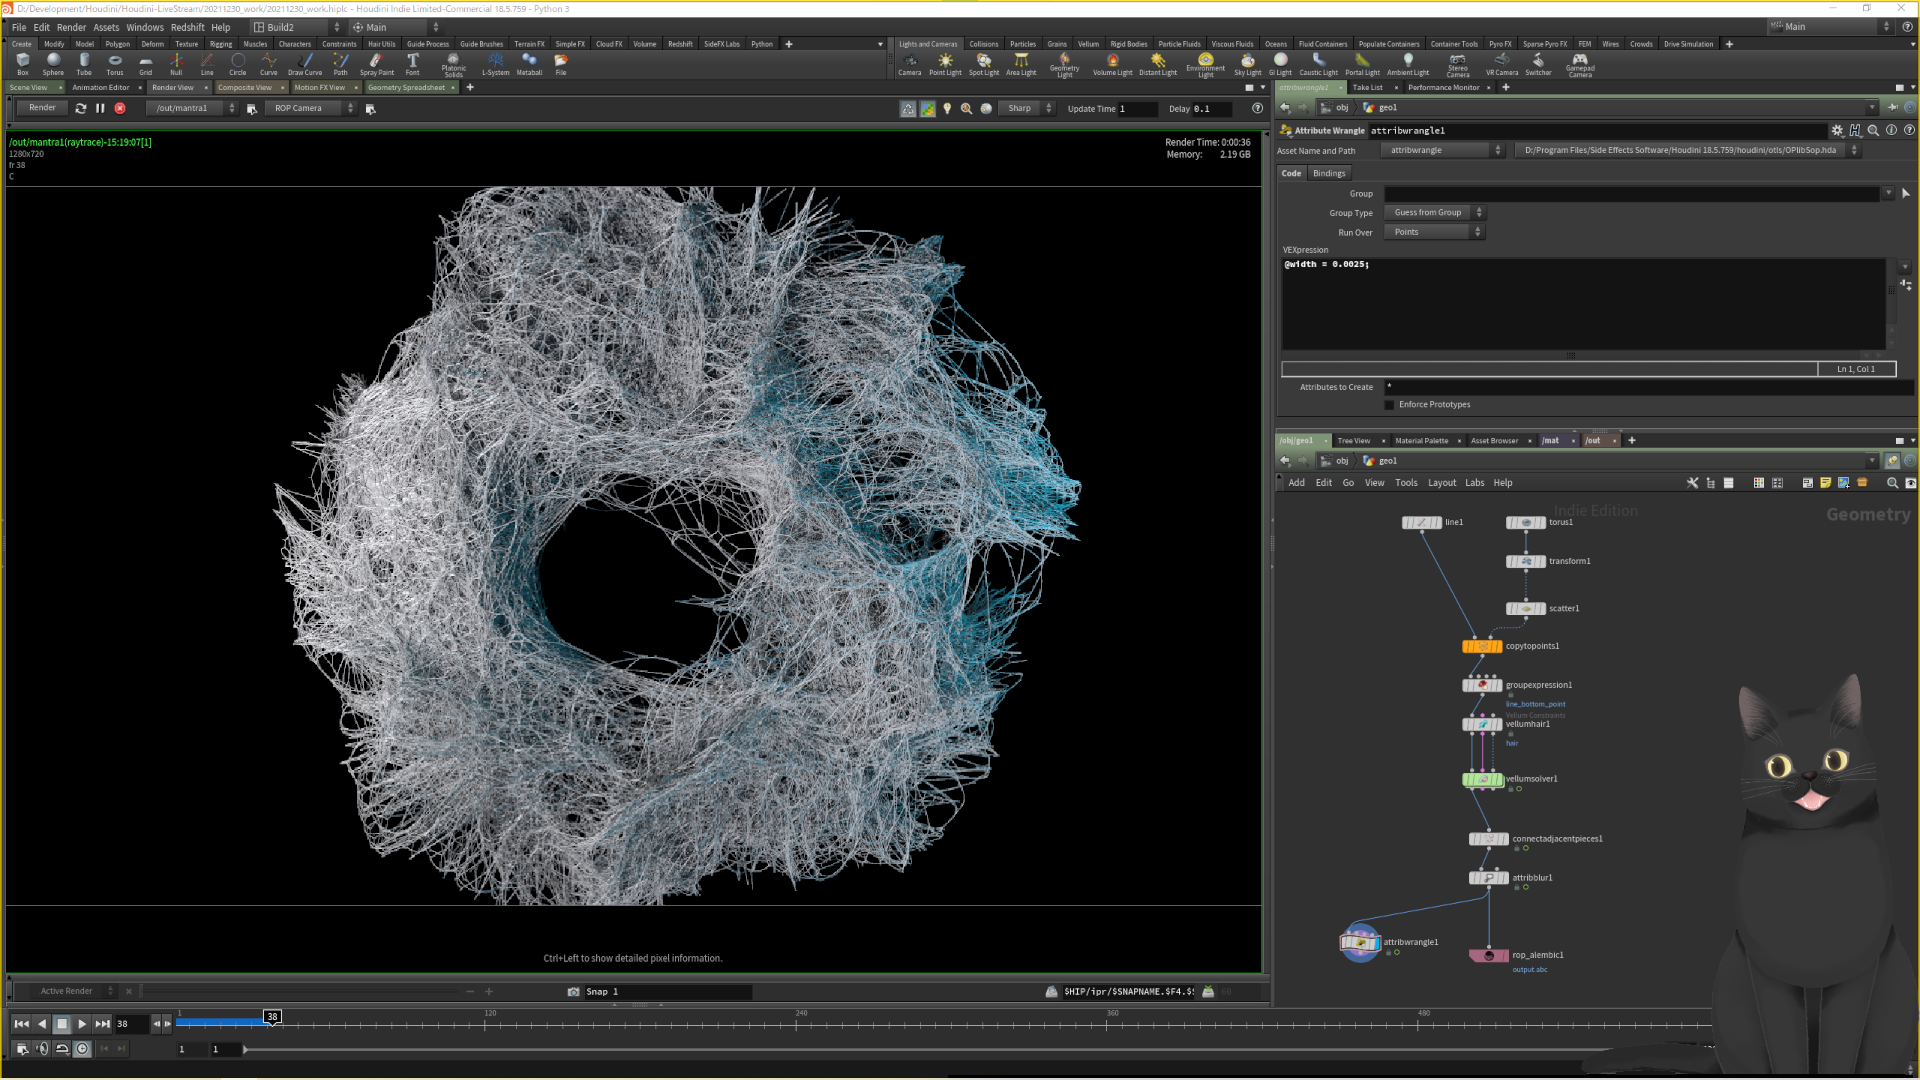 D:/Development/Houdini/Houdini-LiveStream/20211230_work/20211230_work.hiplc - Houdini Indie Limited-Commercial 18.5.759 - Python 3
File Edit Render Assets Windows Redshift Help
Build2
Main
Main
Create Modify Model Polygon Deform Texture Rigging Muscles Characters Constraints Hair Utils Guide Process Guide Brushes Terrain FX Simple FX Cloud FX Volume Redshift SideFX Labs Python
Lights and Cameras Collisions Particles Grains Vellum Rigid Bodies Particle Fluids Viscous Fluids Oceans Fluid Containers Populate Containers Container Tools Pyro FX Sparse Pyro FX FEM Wires Crowds Drive Simulation
Box Sphere Tube Torus Grid Null Line Circle Curve Draw Curve Path Spray Paint Font Platonic Solids L-System Metaball File
Camera Point Light Spot Light Area Light Geometry Light Volume Light Distant Light Environment Light Sky Light GI Light Caustic Light Portal Light Ambient Light Stereo Camera VR Camera Switcher Gamepad Camera
Scene View Animation Editor Render View Composite View Motion FX View Geometry Spreadsheet
Render
/out/mantra1
ROP Camera
Sharp
Update Time 1
Delay 0.1
/out/mantra1(raytrace)-15:19:07[1]
1280x720
fr 38
C
Render Time: 0:00:36
Memory: 2.19 GB
Ctrl+Left to show detailed pixel information.
Active Render
Snap 1
$HIP/ipr/$SNAPNAME.$F4.$
38
1
38
120
240
360
480
1
1
attribwrangle1 Take List Performance Monitor
obj geo1
Attribute Wrangle attribwrangle1
Asset Name and Path attribwrangle D:/Program Files/Side Effects Software/Houdini 18.5.759/houdini/otls/OPlibSop.hda
Code Bindings
Group
Group Type Guess from Group
Run Over Points
VEXpression
@width = 0.0025;
Ln 1, Col 1
Attributes to Create *
Enforce Prototypes
/obj/geo1 Tree View Material Palette Asset Browser /mat /out
obj geo1
Add Edit Go View Tools Layout Labs Help
Indie Edition
Geometry
line1
torus1
transform1
scatter1
copytopoints1
groupexpression1
line_bottom_point
Vellum Constraints
vellumhair1
hair
vellumsolver1
connectadjacentpieces1
attribblur1
attribwrangle1
rop_alembic1
output.abc